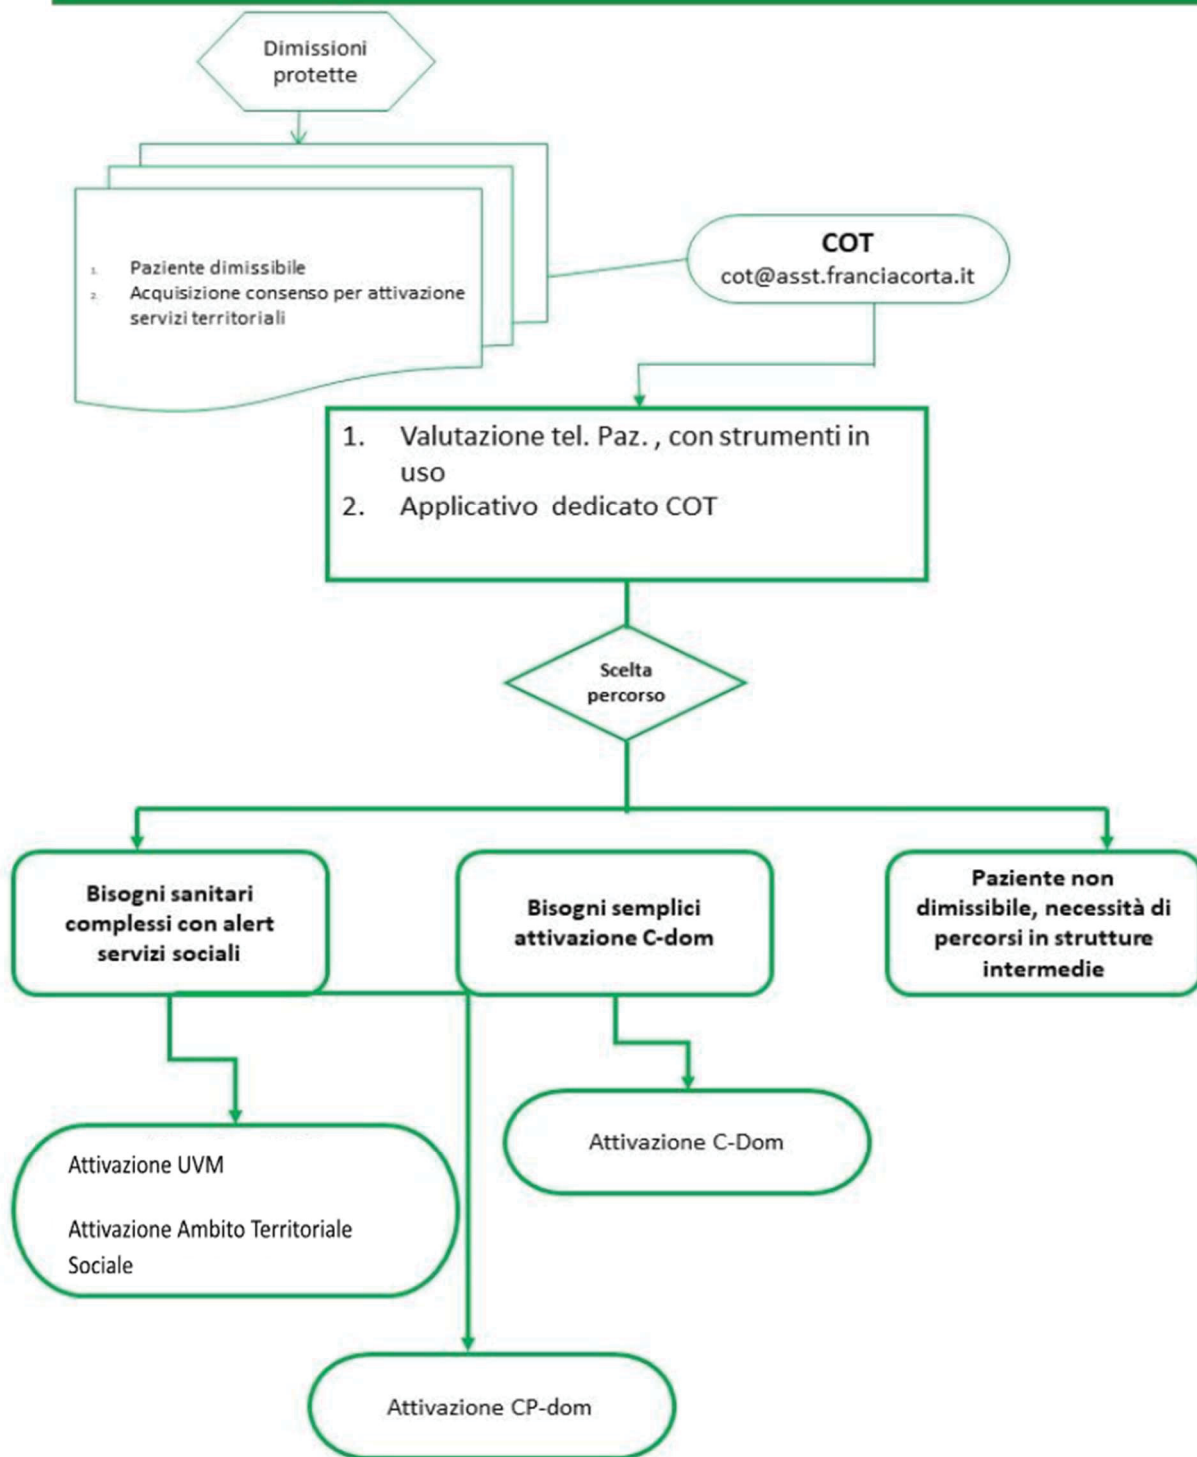 Dimissioni
protette
1. Paziente dimissibile
2. Acquisizione consenso per attivazione
servizi territoriali
COT
cot@asst.franciacorta.it
1. Valutazione tel. Paz. , con strumenti in
uso
2. Applicativo dedicato COT
Scelta
percorso
Bisogni sanitari
complessi con alert
servizi sociali
Bisogni semplici
attivazione C-dom
Paziente non
dimissibile, necessità di
percorsi in strutture
intermedie
Attivazione UVM
Attivazione Ambito Territoriale
Sociale
Attivazione C-Dom
Attivazione CP-dom